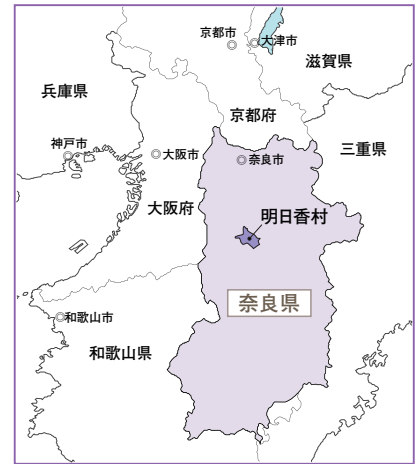 京都市
大津市
滋賀県
兵庫県
京都府
神戸市
大阪市
奈良市
三重県
大阪府
明日香村
奈良県
和歌山市
和歌山県